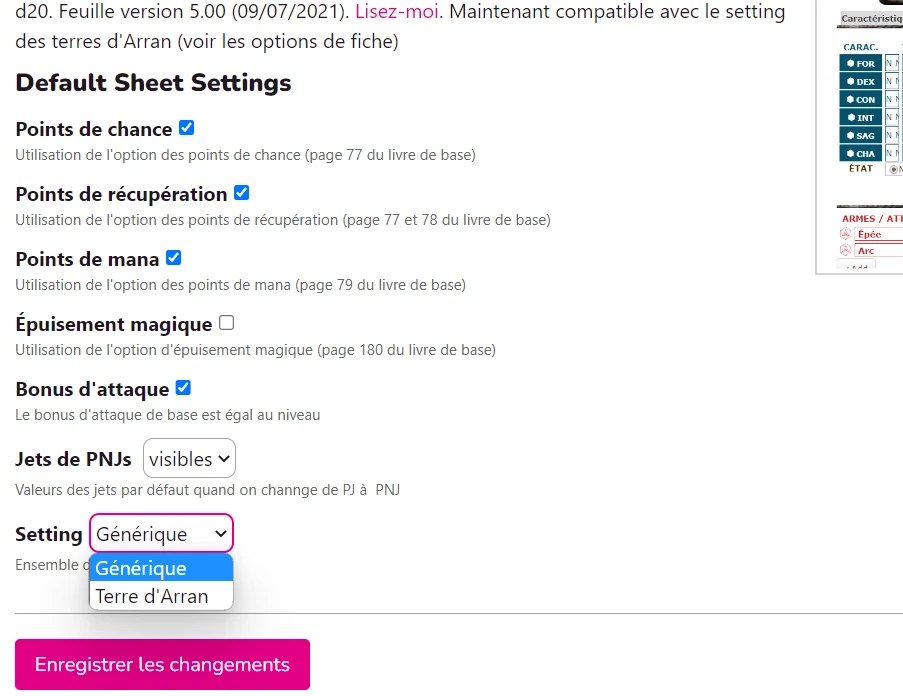 d20. Feuille version 5.00 (09/07/2021). Lisez-moi. Maintenant compatible avec le setting
des terres d'Arran (voir les options de fiche)
Default Sheet Settings
Points de chance
Utilisation de l'option des points de chance (page 77 du livre de base)
Points de récupération
Utilisation de l'option des points de récupération (page 77 et 78 du livre de base)
Points de mana
Utilisation de l'option des points de mana (page 79 du livre de base)
Épuisement magique
Utilisation de l'option d'épuisement magique (page 180 du livre de base)
Bonus d'attaque
Le bonus d'attaque de base est égal au niveau
Jets de PNJs visibles
Valeurs des jets par défaut quand on channge de PJ à PNJ
Setting Générique
Ensemble
Générique
Terre d'Arran
Enregistrer les changements
CARAC.
FOR
DEX
CON
INT
SAG
CHA
ÉTAT
ARMES /
Épée
Arc